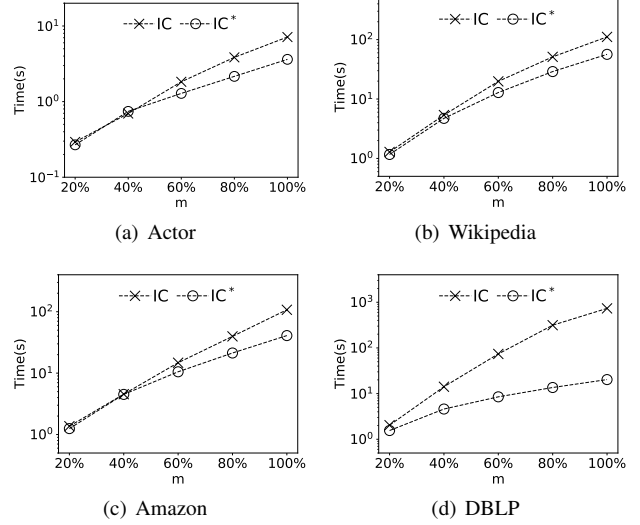 IC IC*
10¹
10⁰
10⁻¹
Time(s)
20% 40% 60% 80% 100%
m
(a) Actor
IC IC*
10²
10¹
10⁰
Time(s)
20% 40% 60% 80% 100%
m
(b) Wikipedia
IC IC*
10²
10¹
10⁰
Time(s)
20% 40% 60% 80% 100%
m
(c) Amazon
IC IC*
10³
10²
10¹
10⁰
Time(s)
20% 40% 60% 80% 100%
m
(d) DBLP